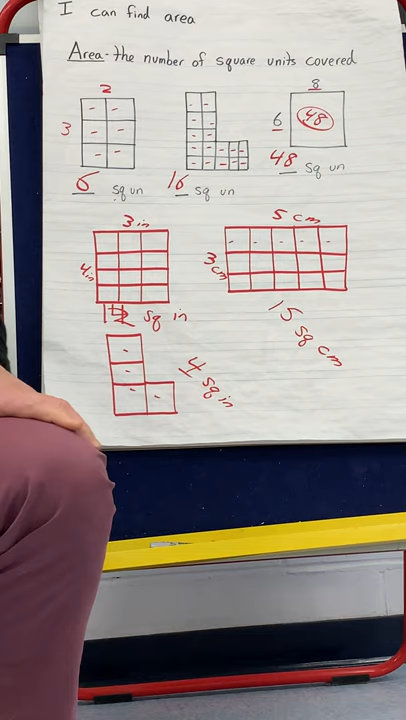 I can find area
Area - the number of square units covered
2
3
6 sq un
16 sq un
8
6
48
48 sq un
3 in
4 in
12 sq in
5 cm
3 cm
15 sq cm
4 sq in